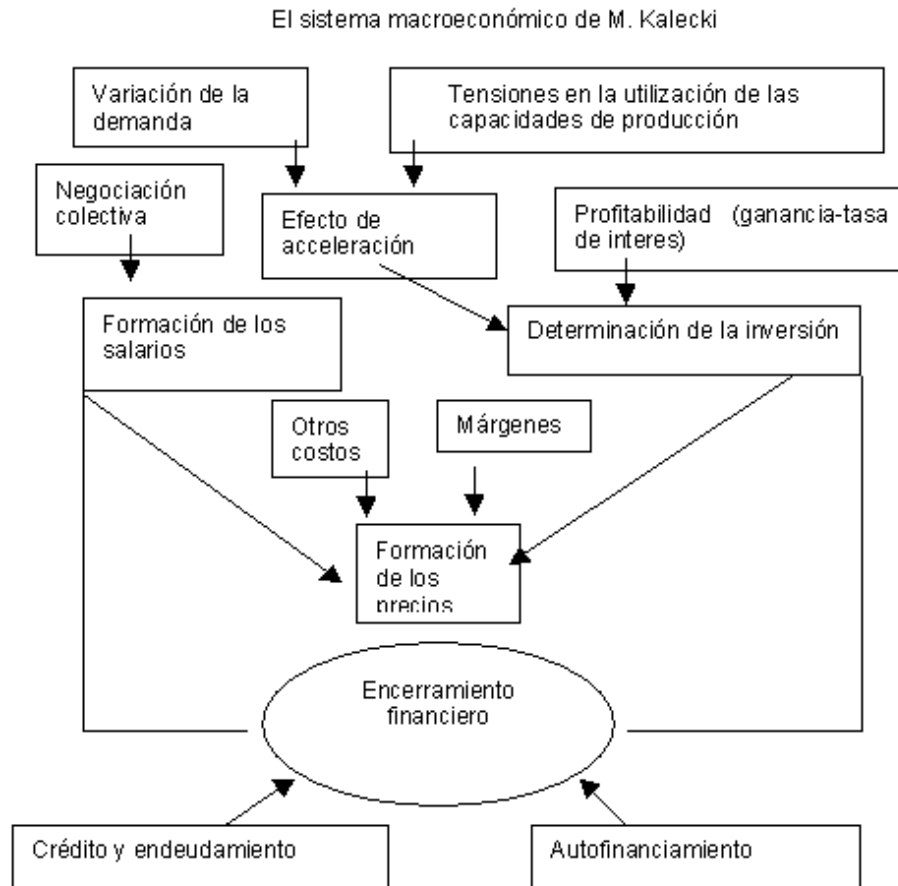 El sistema macroeconómico de M. Kalecki
Variación de la
demanda
Tensiones en la utilización de las
capacidades de producción
Negociación
colectiva
Efecto de
acceleración
Profitabilidad (ganancia-tasa
de interes)
Formación de los
salarios
Determinación de la inversión
Otros
costos
Márgenes
Formación
de los
precios
Encerramiento
financiero
Crédito y endeudamiento
Autofinanciamiento